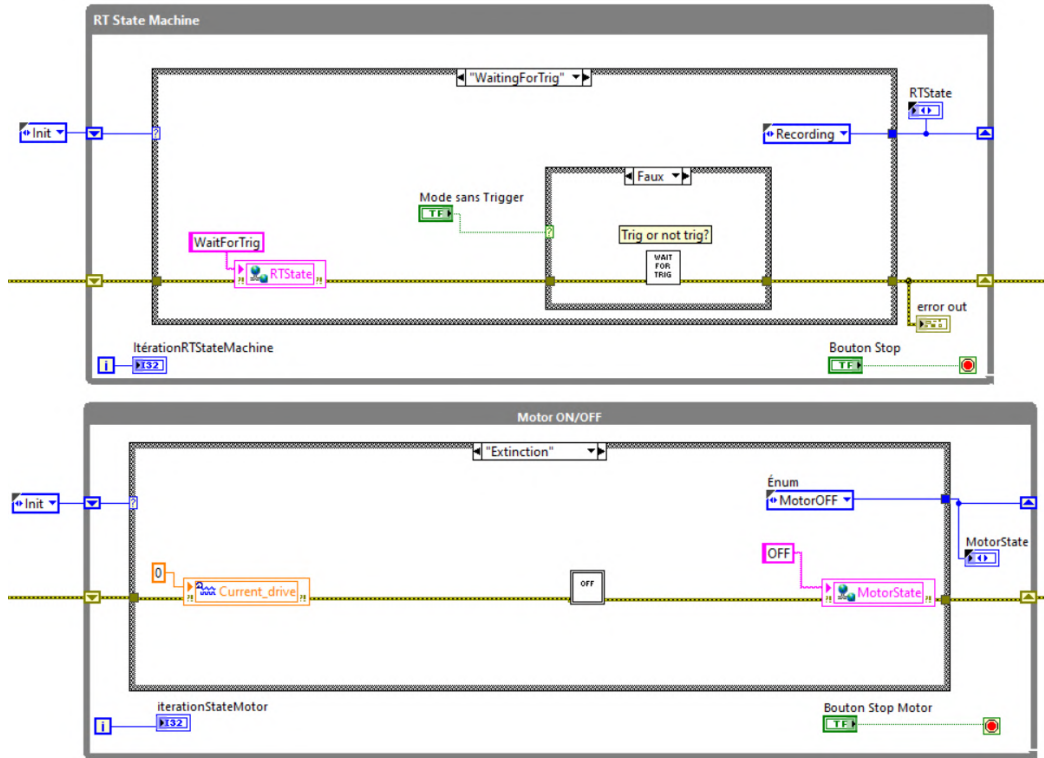 RT State Machine
"WaitingForTrig"
Init
RTState
Recording
Faux
Mode sans Trigger
TF
Trig or not trig?
WaitForTrig
WAIT
FOR
TRIG
RTState
error out
ItérationRTStateMachine
i
I32
Bouton Stop
TF
Motor ON/OFF
"Extinction"
Init
Énum
MotorOFF
MotorState
OFF
0
Current_drive
OFF
MotorState
iterationStateMotor
i
I32
Bouton Stop Motor
TF